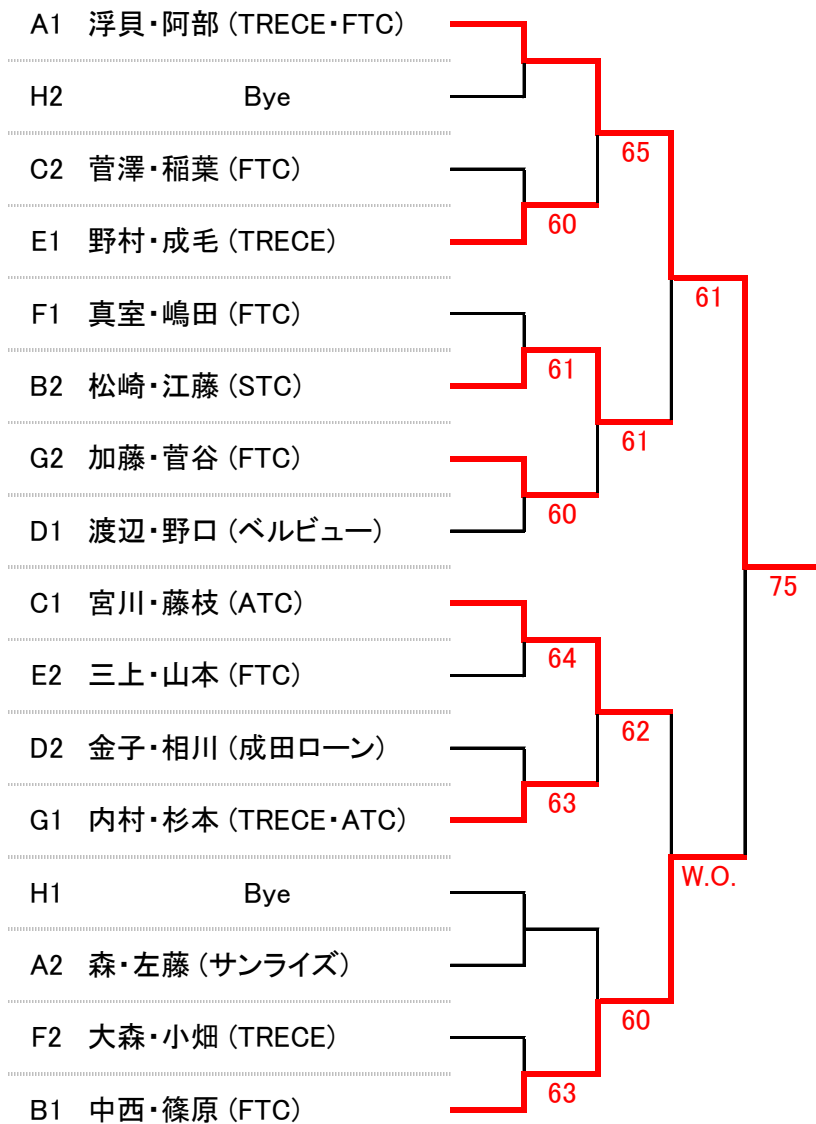 A1 浮貝・阿部 (TRECE・FTC)
H2 Bye
C2 菅澤・稲葉 (FTC)
65
E1 野村・成毛 (TRECE)
60
F1 真室・嶋田 (FTC)
61
B2 松崎・江藤 (STC)
61
G2 加藤・菅谷 (FTC)
61
D1 渡辺・野口 (ベルビュー)
60
75
C1 宮川・藤枝 (ATC)
E2 三上・山本 (FTC)
64
D2 金子・相川 (成田ローン)
62
G1 内村・杉本 (TRECE・ATC)
63
H1 Bye
W.O.
A2 森・左藤 (サンライズ)
F2 大森・小畑 (TRECE)
60
B1 中西・篠原 (FTC)
63